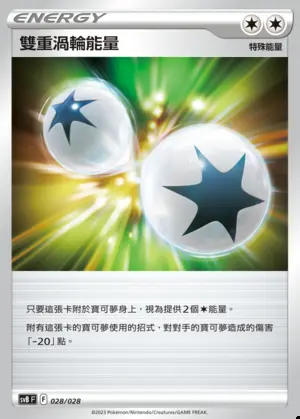 ENERGY
雙重渦輪能量
特殊能量
只要這張卡附於寶可夢身上，視為提供2個✶能量。
附有這張卡的寶可夢使用的招式，對對手的寶可夢造成的傷害
「-20」點。
svB F F 028/028
©2023 Pokémon/Nintendo/Creatures/GAME FREAK.